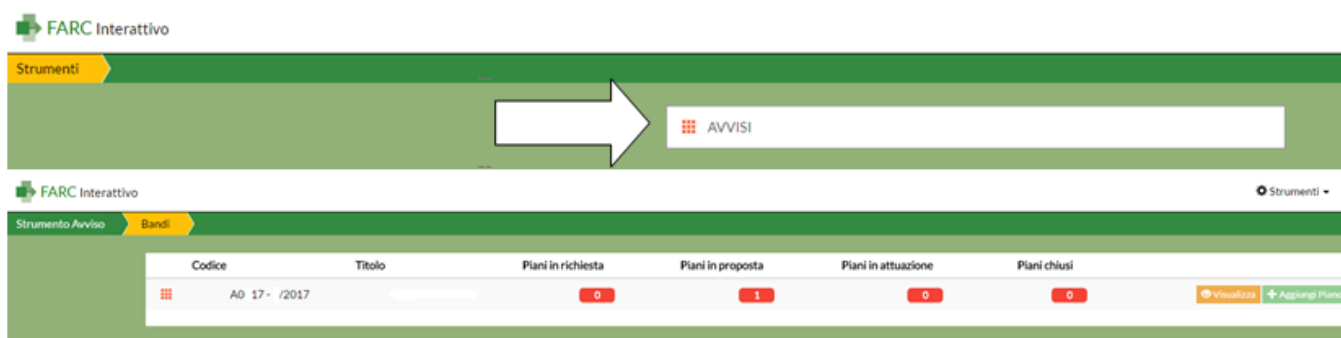 FARC Interattivo
Strumenti
AVVISI
FARC Interattivo Strumenti
Strumento Avviso Bandi
Codice Titolo Piani in richiesta Piani in proposta Piani in attuazione Piani chiusi
A0 17 - /2017 0 1 0 0 Visualizza + Aggiungi Piano